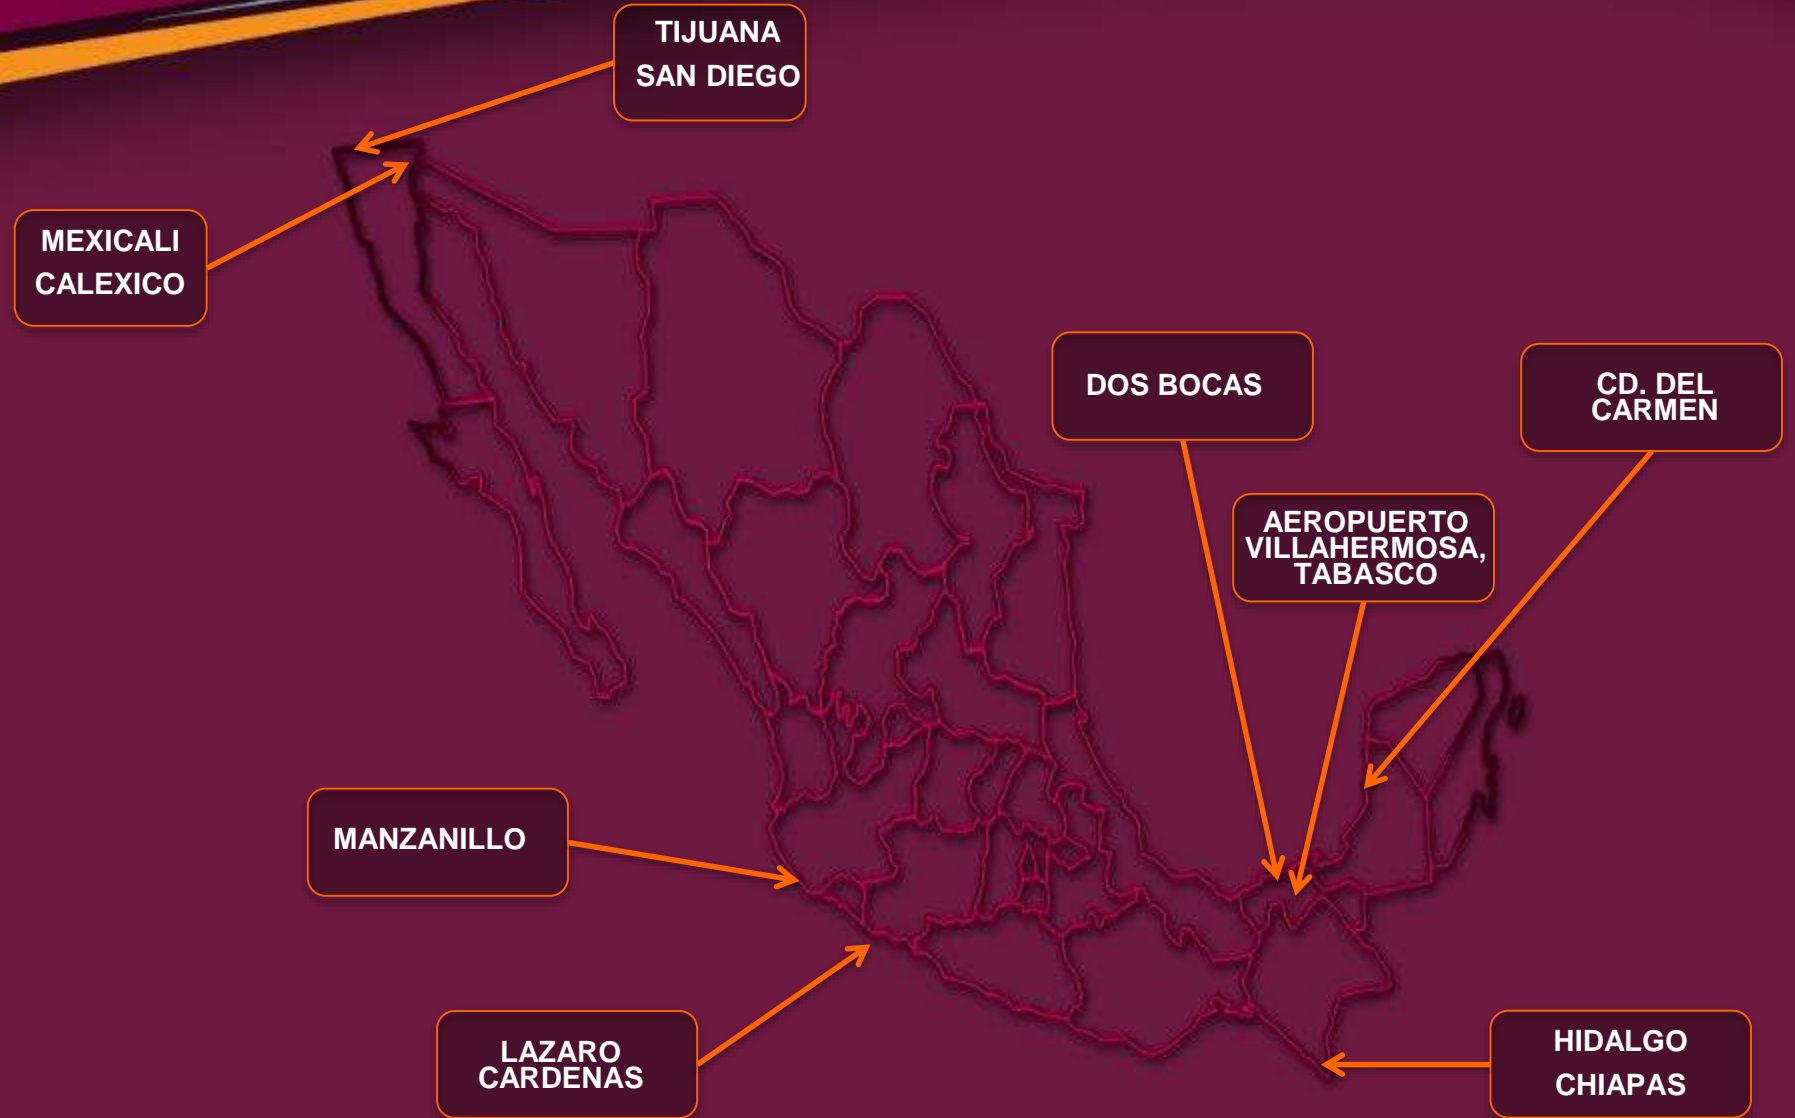 TIJUANA
SAN DIEGO
MEXICALI
CALEXICO
DOS BOCAS
CD. DEL
CARMEN
AEROPUERTO
VILLAHERMOSA,
TABASCO
MANZANILLO
LAZARO
CARDENAS
HIDALGO
CHIAPAS